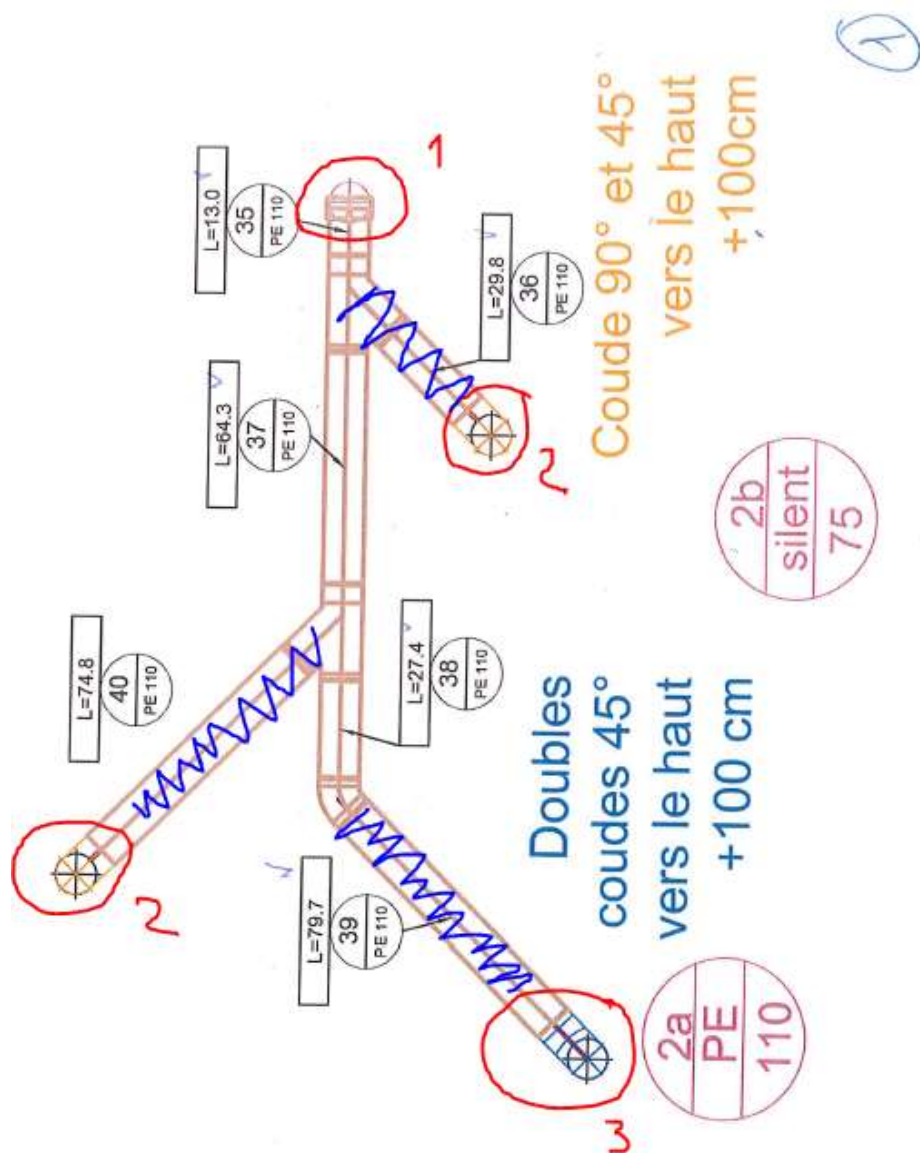 1
L=13.0
35
PE 110
1
L=29.8
36
PE 110
2
L=64.3
37
PE 110
L=74.8
40
PE 110
2
L=27.4
38
PE 110
L=79.7
39
PE 110
3
Coude 90° et 45°
vers le haut
+100cm
2b
silent
75
Doubles
coudes 45°
vers le haut
+100 cm
2a
PE
110